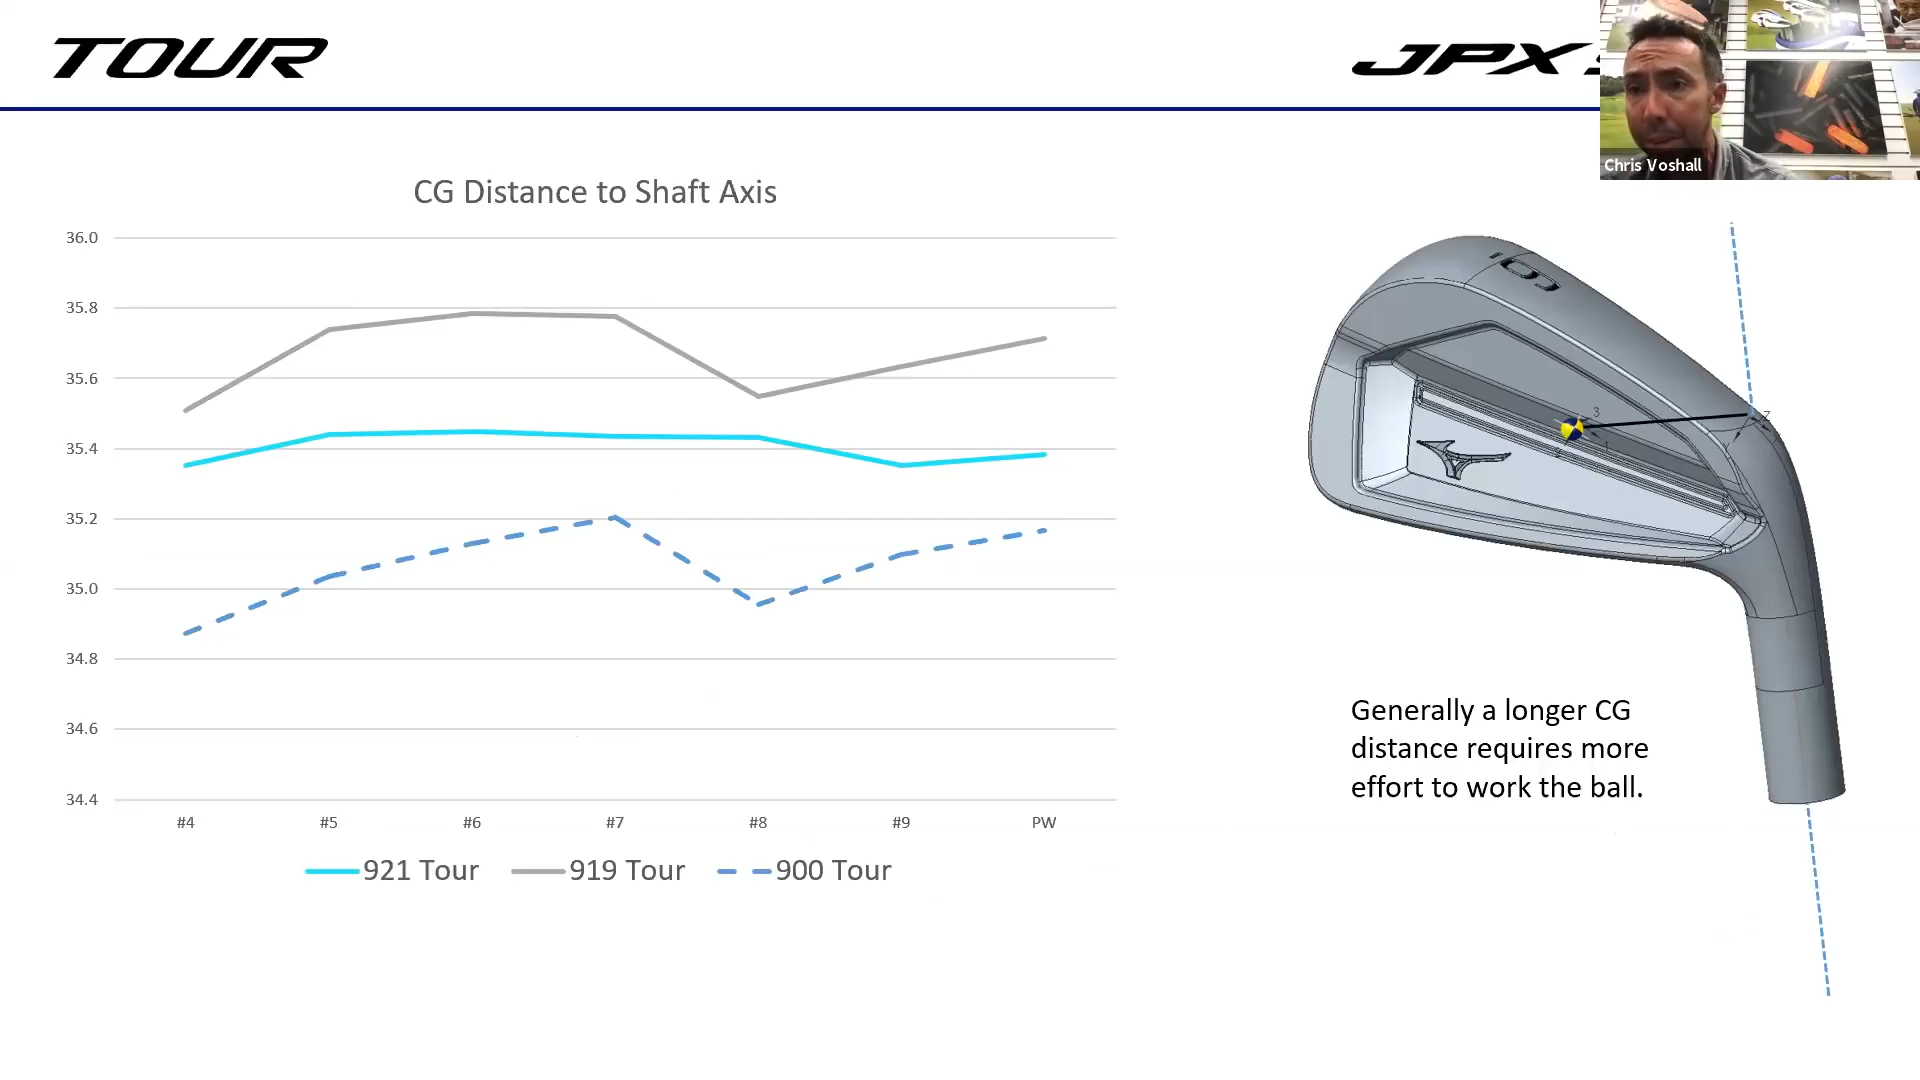 TOUR
JPX
Chris Voshall
CG Distance to Shaft Axis
36.0
35.8
35.6
35.4
35.2
35.0
34.8
34.6
34.4
#4 #5 #6 #7 #8 #9 PW
921 Tour 919 Tour 900 Tour
6
3
Z
Generally a longer CG
distance requires more
effort to work the ball.